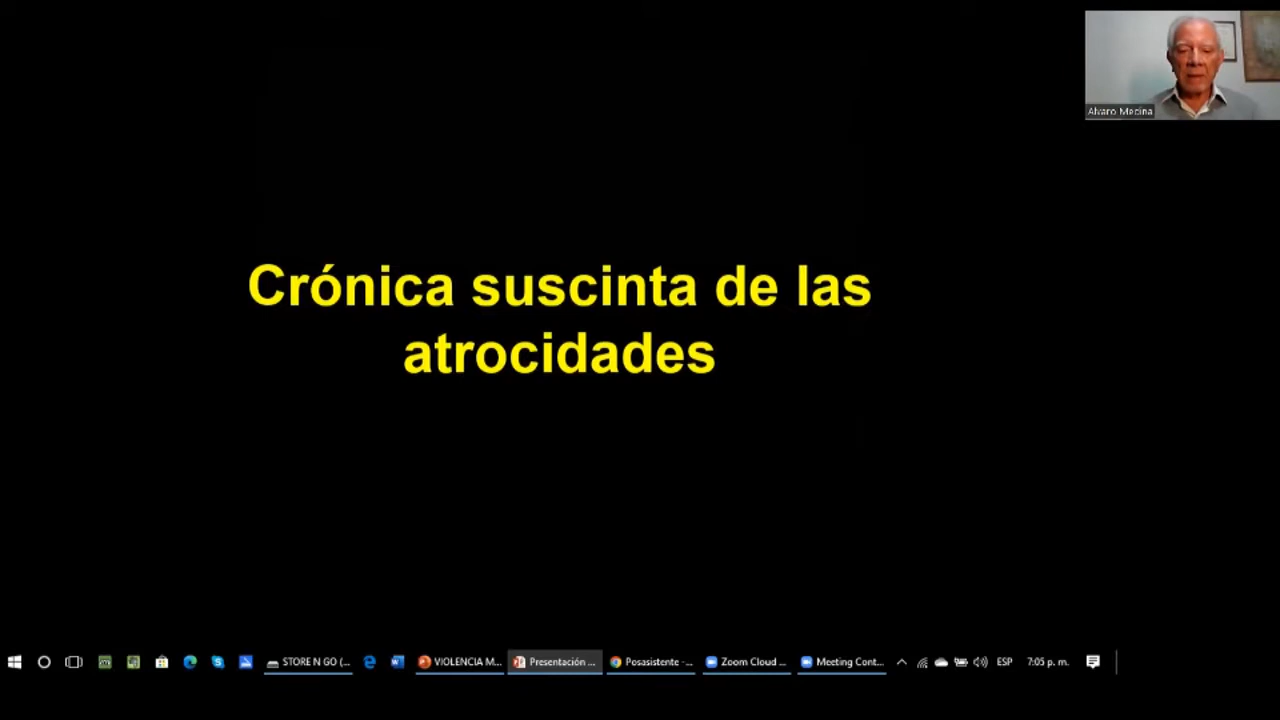 Alvaro Medina
Crónica suscinta de las
atrocidades
STORE N GO (...
VIOLENCIA M...
Presentación ...
Posasistente -...
Zoom Cloud ...
Meeting Cont...
ESP
7:05 p. m.